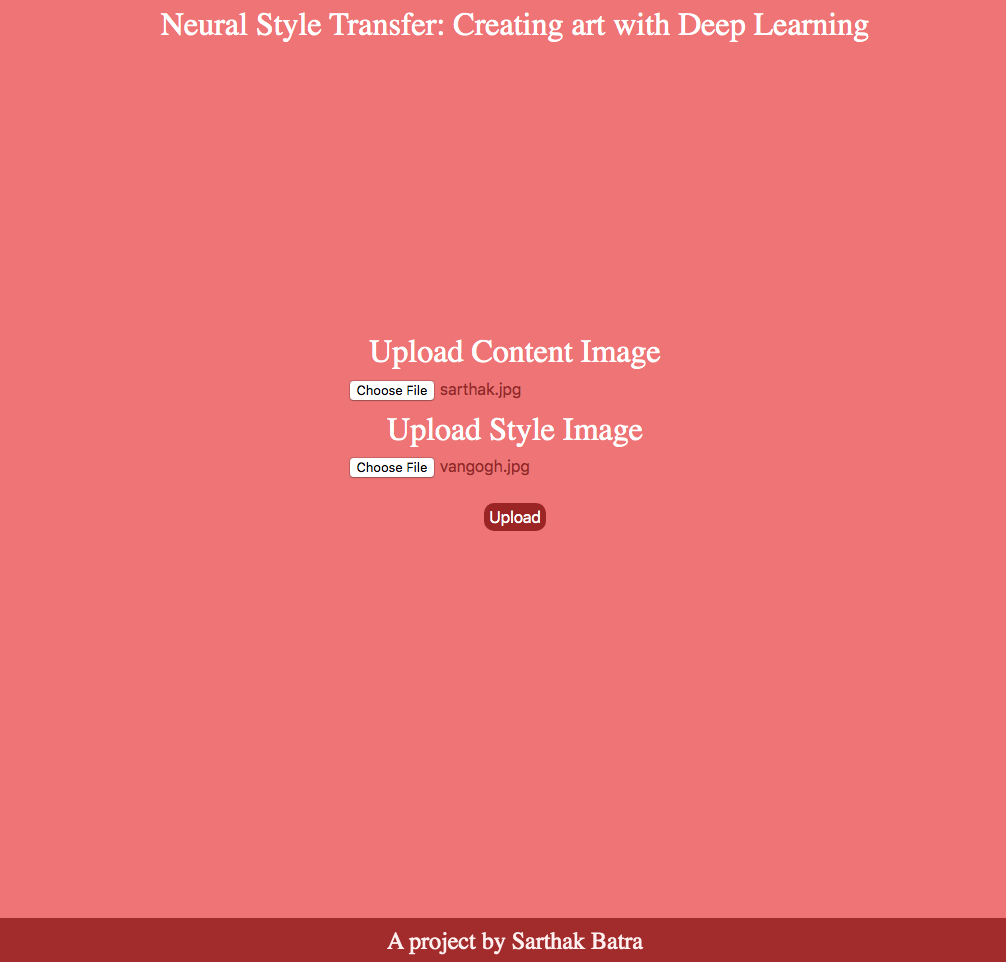 Neural Style Transfer: Creating art with Deep Learning
Upload Content Image
Choose File sarthak.jpg
Upload Style Image
Choose File vangogh.jpg
Upload
A project by Sarthak Batra